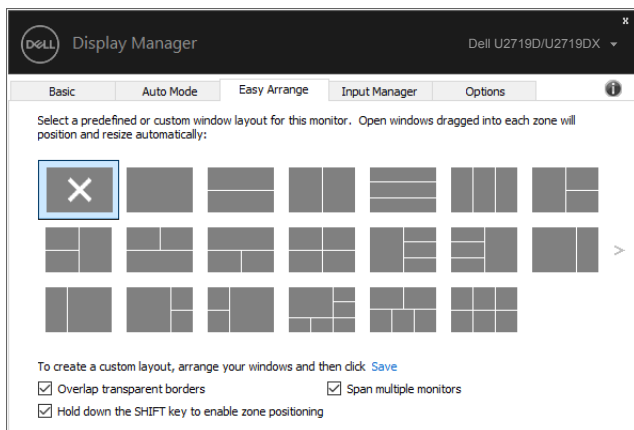 x
DELL Display Manager Dell U2719D/U2719DX
Basic Auto Mode Easy Arrange Input Manager Options i
Select a predefined or custom window layout for this monitor. Open windows dragged into each zone will
position and resize automatically:
To create a custom layout, arrange your windows and then click Save
Overlap transparent borders Span multiple monitors
Hold down the SHIFT key to enable zone positioning